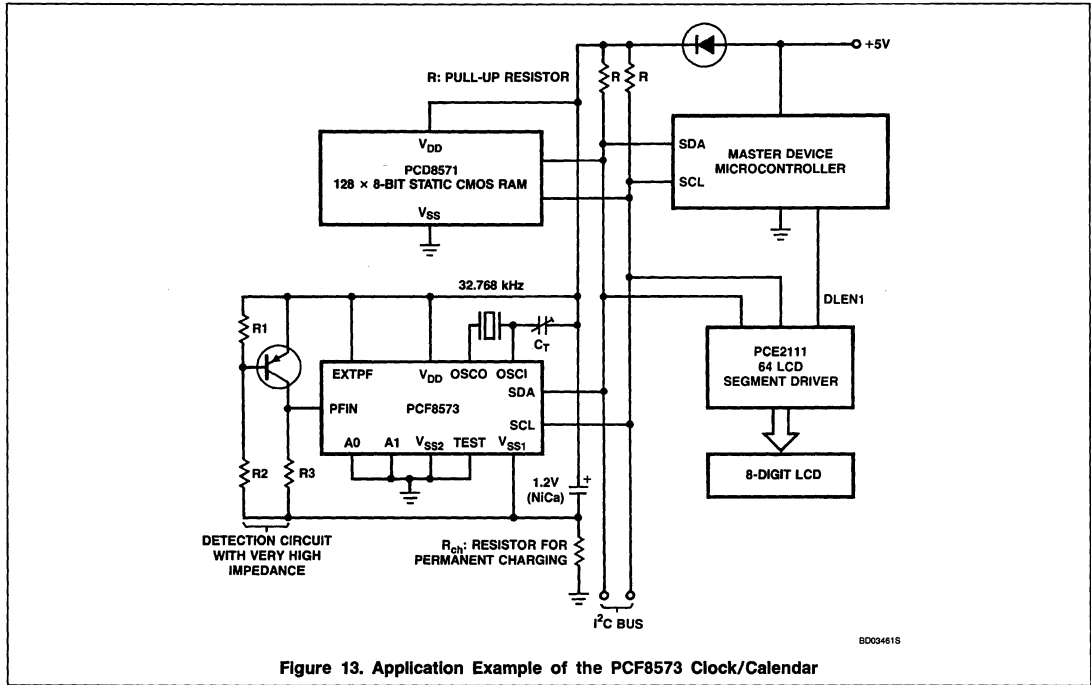 +5V
R: PULL-UP RESISTOR
R
R
VDD
PCD8571
128 × 8-BIT STATIC CMOS RAM
VSS
SDA
SCL
MASTER DEVICE
MICROCONTROLLER
32.768 kHz
DLEN1
R1
CT
PCE2111
64 LCD
SEGMENT DRIVER
EXTPF
VDD
OSCO
OSCI
SDA
PFIN
PCF8573
SCL
A0
A1
VSS2
TEST
VSS1
R2
R3
1.2V
(NiCa)
+
8-DIGIT LCD
DETECTION CIRCUIT
WITH VERY HIGH
IMPEDANCE
Rch: RESISTOR FOR
PERMANENT CHARGING
I²C BUS
BD03461S
Figure 13. Application Example of the PCF8573 Clock/Calendar